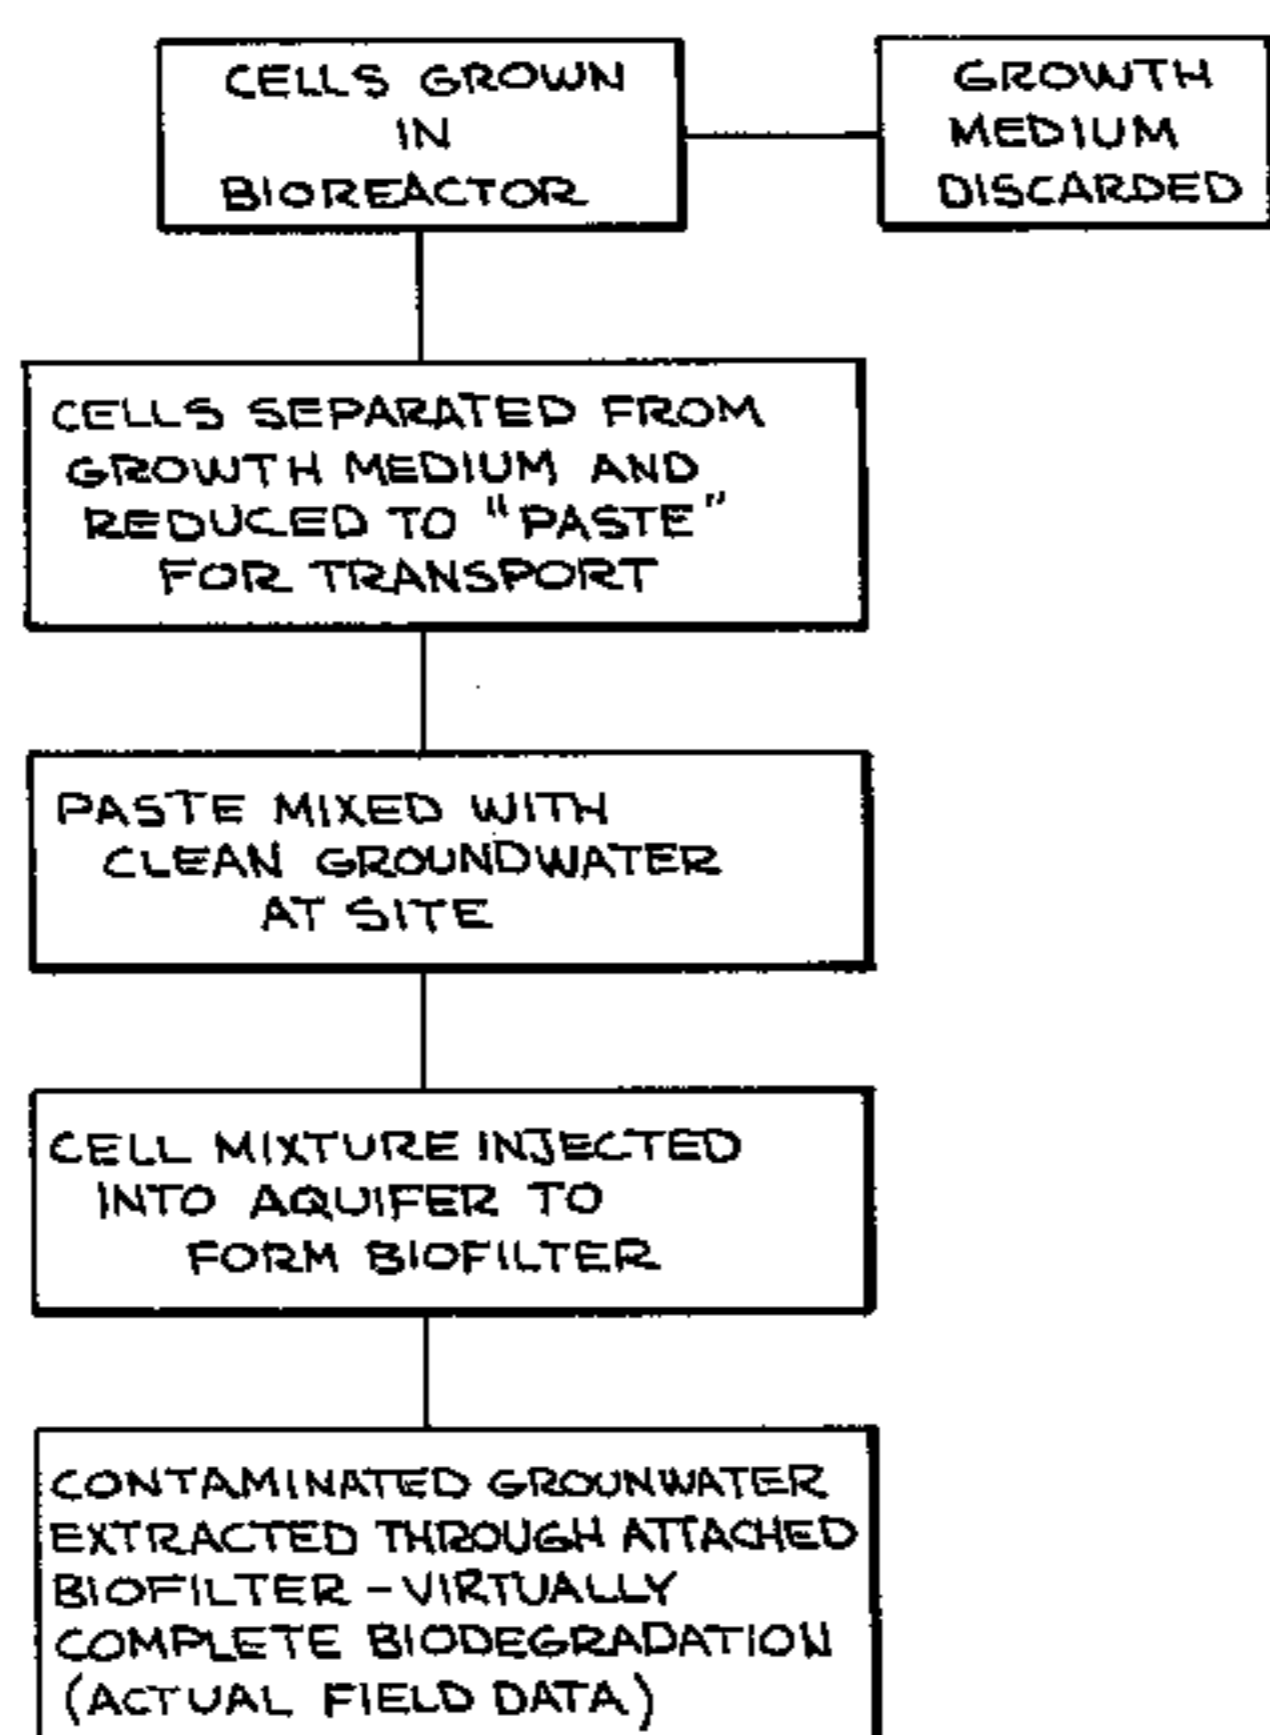 CELLS GROWN
IN
BIOREACTOR
GROWTH
MEDIUM
DISCARDED
CELLS SEPARATED FROM
GROWTH MEDIUM AND
REDUCED TO "PASTE"
FOR TRANSPORT
PASTE MIXED WITH
CLEAN GROUNDWATER
AT SITE
CELL MIXTURE INJECTED
INTO AQUIFER TO
FORM BIOFILTER
CONTAMINATED GROUNWATER
EXTRACTED THROUGH ATTACHED
BIOFILTER - VIRTUALLY
COMPLETE BIODEGRADATION
(ACTUAL FIELD DATA)